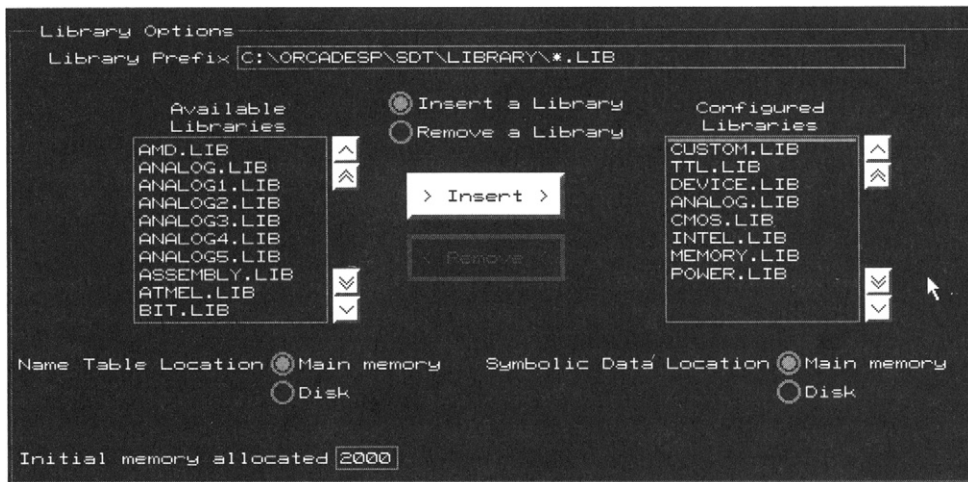 Library Options
Library Prefix C:\ORCADESP\SDT\LIBRARY\*.LIB
Available Libraries
AMD.LIB
ANALOG.LIB
ANALOG1.LIB
ANALOG2.LIB
ANALOG3.LIB
ANALOG4.LIB
ANALOG5.LIB
ASSEMBLY.LIB
ATMEL.LIB
BIT.LIB
Insert a Library
Remove a Library
> Insert >
Remove
Configured Libraries
CUSTOM.LIB
TTL.LIB
DEVICE.LIB
ANALOG.LIB
CMOS.LIB
INTEL.LIB
MEMORY.LIB
POWER.LIB
Name Table Location Main memory
Disk
Symbolic Data Location Main memory
Disk
Initial memory allocated 2000